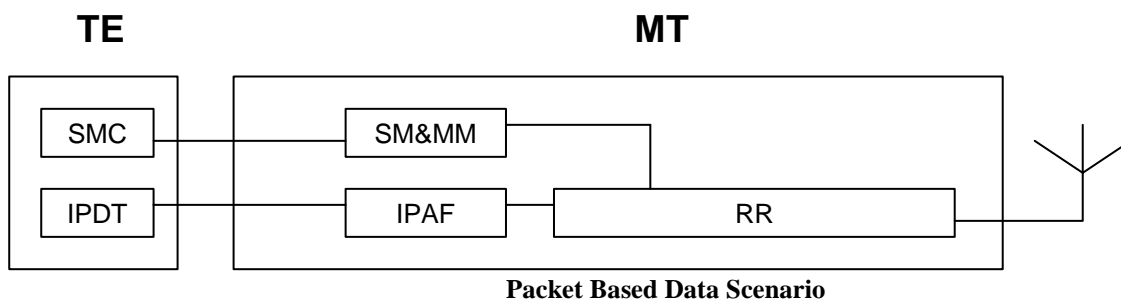 TE
MT
SMC
SM&MM
IPDT
IPAF
RR
Packet Based Data Scenario